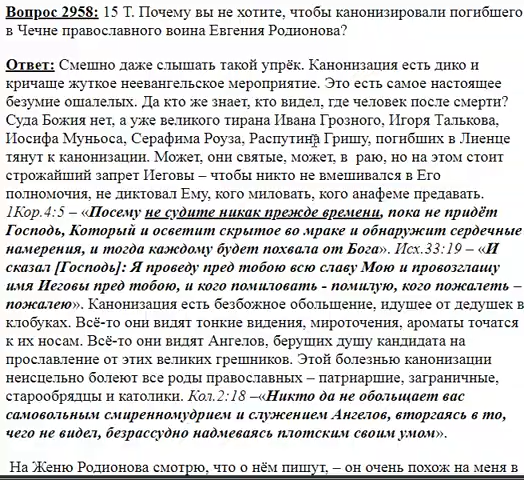 Вопрос 2958: 15 Т. Почему вы не хотите, чтобы канонизировали погибшего
в Чечне православного воина Евгения Родионова?
Ответ: Смешно даже слышать такой упрёк. Канонизация есть дико и
кричаще жуткое неевангельское мероприятие. Это есть самое настоящее
безумие ошалелых. Да кто же знает, кто видел, где человек после смерти?
Суда Божия нет, а уже великого тирана Ивана Грозного, Игоря Талькова,
Иосифа Муньоса, Серафима Роуза, Распутина Гришу, погибших в Лиенце
тянут к канонизации. Может, они святые, может, в раю, но на этом стоит
строжайший запрет Иеговы – чтобы никто не вмешивался в Его
полномочия, не диктовал Ему, кого миловать, кого анафеме предавать.
1Кор.4:5 – «Посему не судите никак прежде времени, пока не придёт
Господь, Который и осветит скрытое во мраке и обнаружит сердечные
намерения, и тогда каждому будет похвала от Бога». Исх.33:19 – «И
сказал [Господь]: Я проведу пред тобою всю славу Мою и провозглашу
имя Иеговы пред тобою, и кого помиловать - помилую, кого пожалеть –
пожалею». Канонизация есть безбожное обольщение, идущее от дедушек в
клобуках. Всё-то они видят тонкие видения, мироточения, ароматы точатся
к их носам. Всё-то они видят Ангелов, берущих душу кандидата на
прославление от этих великих грешников. Этой болезнью канонизации
неисцельно болеют все роды православных – патриаршие, заграничные,
старообрядцы и католики. Кол.2:18 –«Никто да не обольщает вас
самовольным смиренномудрием и служением Ангелов, вторгаясь в то,
чего не видел, безрассудно надмеваясь плотским своим умом».
На Женю Родионова смотрю, что о нём пишут, – он очень похож на меня в